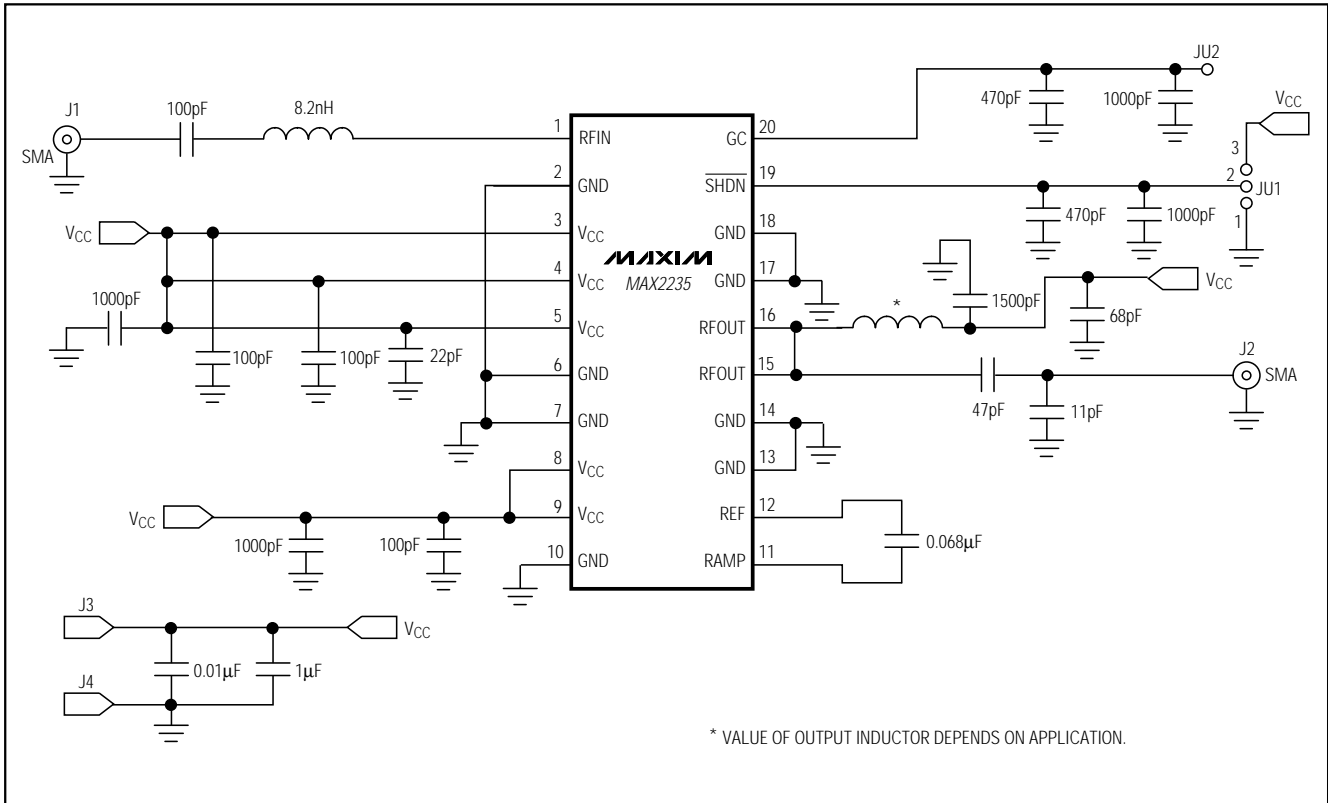 JU2
J1
100pF
8.2nH
470pF
1000pF
VCC
1
RFIN
GC
20
3
SMA
2
GND
SHDN
19
2
JU1
470pF
1000pF
1
VCC
3
VCC
GND
18
MAXIM
MAX2235
4
VCC
GND
17
1000pF
1500pF
VCC
5
VCC
RFOUT
16
*
68pF
100pF
100pF
22pF
6
GND
RFOUT
15
J2
SMA
47pF
11pF
7
GND
GND
14
8
VCC
GND
13
VCC
9
VCC
REF
12
1000pF
100pF
0.068µF
10
GND
RAMP
11
J3
VCC
0.01µF
1µF
J4
* VALUE OF OUTPUT INDUCTOR DEPENDS ON APPLICATION.